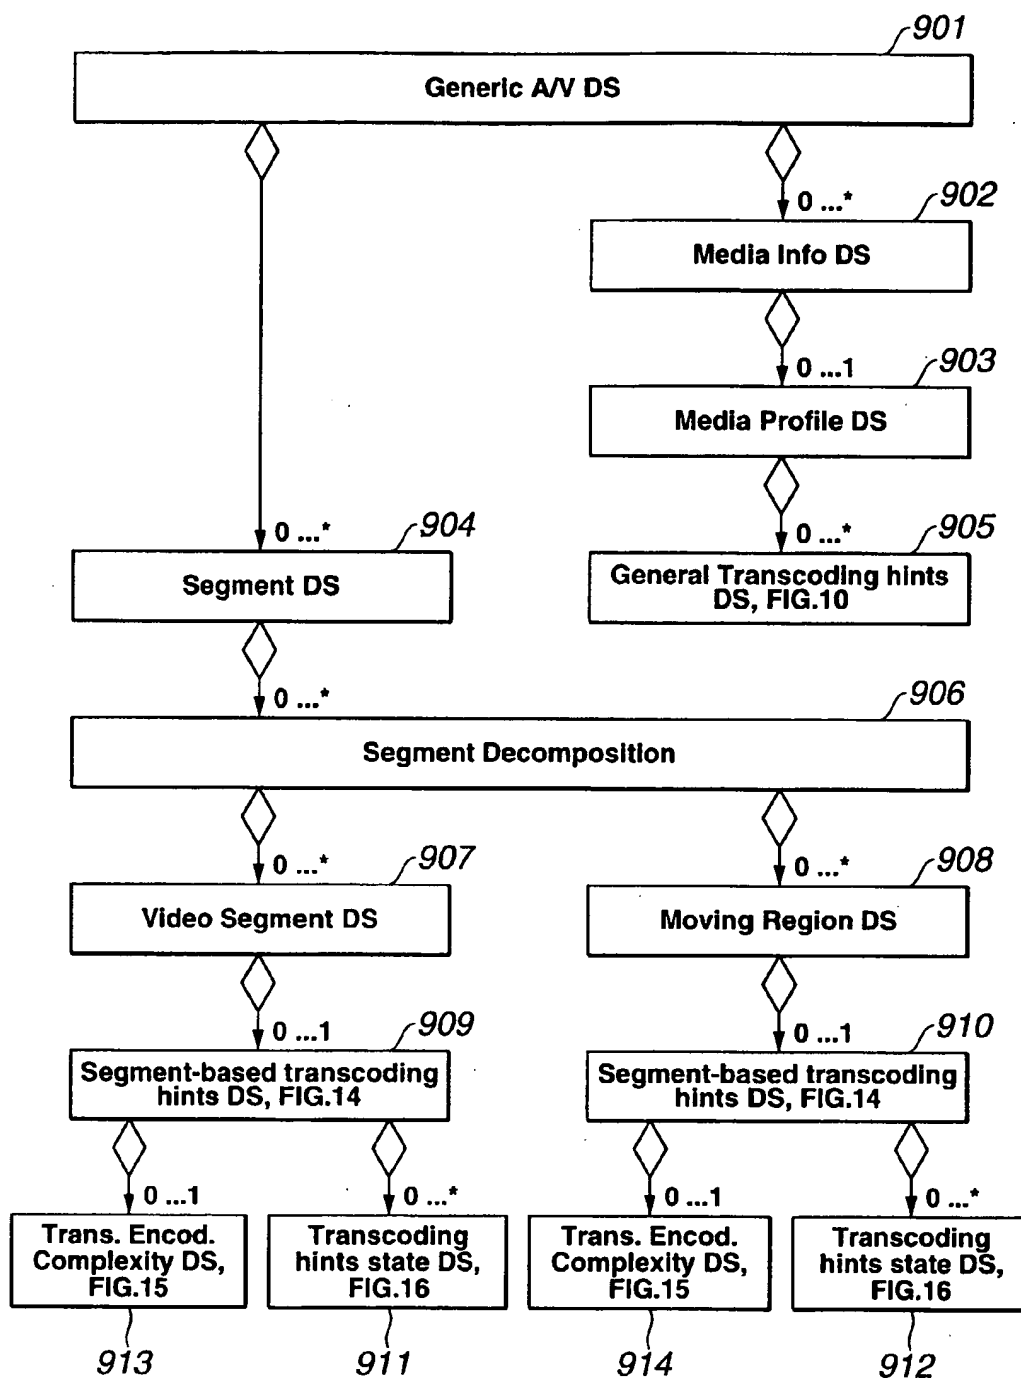 901
Generic A/V DS
0 ...*
902
Media Info DS
0 ...1
903
Media Profile DS
0 ...*
904
Segment DS
0 ...*
905
General Transcoding hints
DS, FIG.10
0 ...*
906
Segment Decomposition
0 ...*
907
Video Segment DS
0 ...*
908
Moving Region DS
0 ...1
909
Segment-based transcoding
hints DS, FIG.14
0 ...1
910
Segment-based transcoding
hints DS, FIG.14
0 ...1
Trans. Encod.
Complexity DS,
FIG.15
913
0 ...*
Transcoding
hints state DS,
FIG.16
911
0 ...1
Trans. Encod.
Complexity DS,
FIG.15
914
0 ...*
Transcoding
hints state DS,
FIG.16
912